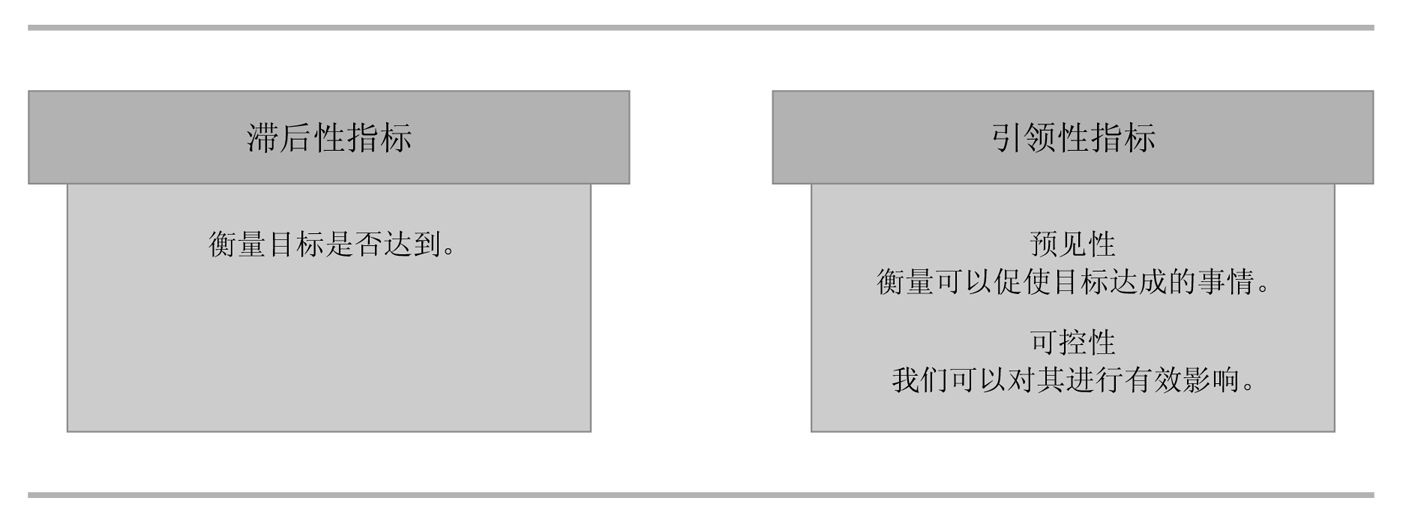 滞后性指标
衡量目标是否达到。
引领性指标
预见性
衡量可以促使目标达成的事情。
可控性
我们可以对其进行有效影响。